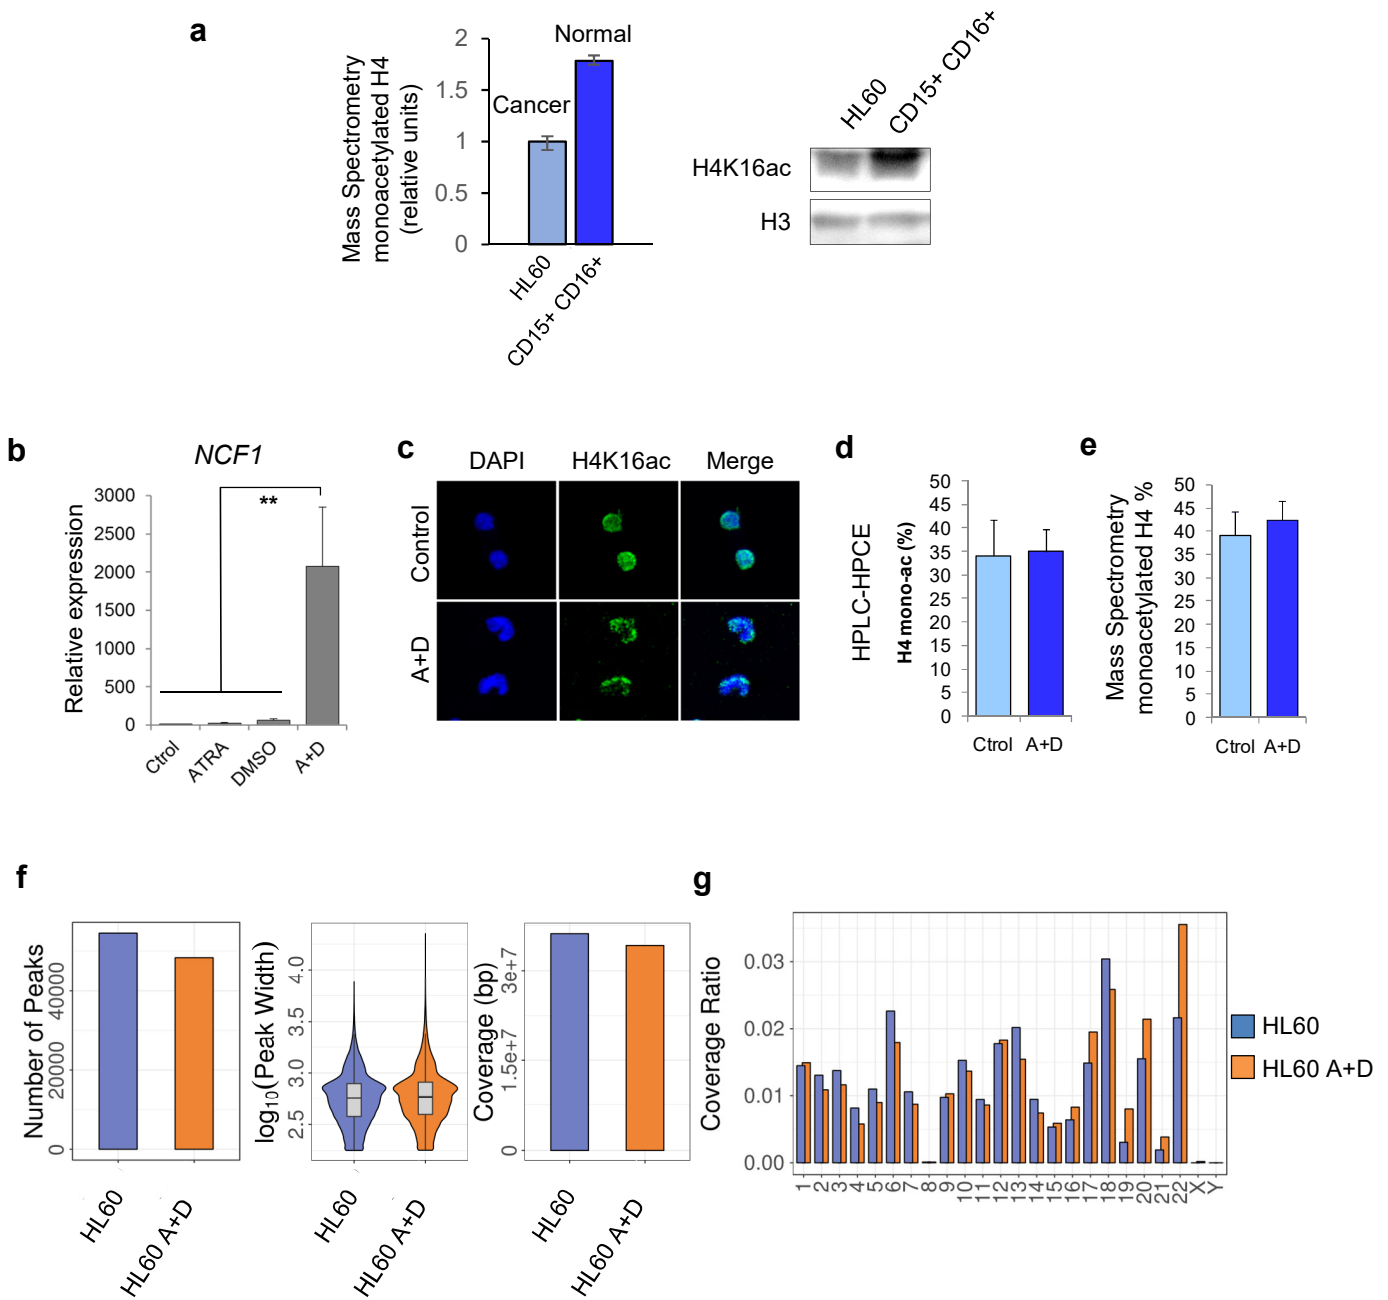 a
Mass Spectrometry
monoacetylated H4
(relative units)
2
1.5
1
0.5
0
Cancer
Normal
HL60
CD15+ CD16+
HL60
CD15+ CD16+
H4K16ac
H3
b
NCF1
Relative expression
3000
2500
2000
1500
1000
500
0
**
Ctrol
ATRA
DMSO
A+D
c
DAPI
H4K16ac
Merge
Control
A+D
d
HPLC-HPCE
H4 mono-ac (%)
50
45
40
35
30
25
20
15
10
5
0
Ctrol A+D
e
Mass Spectrometry
monoacetylated H4 %
50
45
40
35
30
25
20
15
10
5
0
Ctrol A+D
f
Number of Peaks
40000
20000
0
HL60
HL60 A+D
log10(Peak Width)
4.0
3.5
3.0
2.5
HL60
HL60 A+D
Coverage (bp)
3e+7
1.5e+7
0
HL60
HL60 A+D
g
Coverage Ratio
0.03
0.02
0.01
0.00
1
2
3
4
5
6
7
8
9
10
11
12
13
14
15
16
17
18
19
20
21
22
X
Y
HL60
HL60 A+D